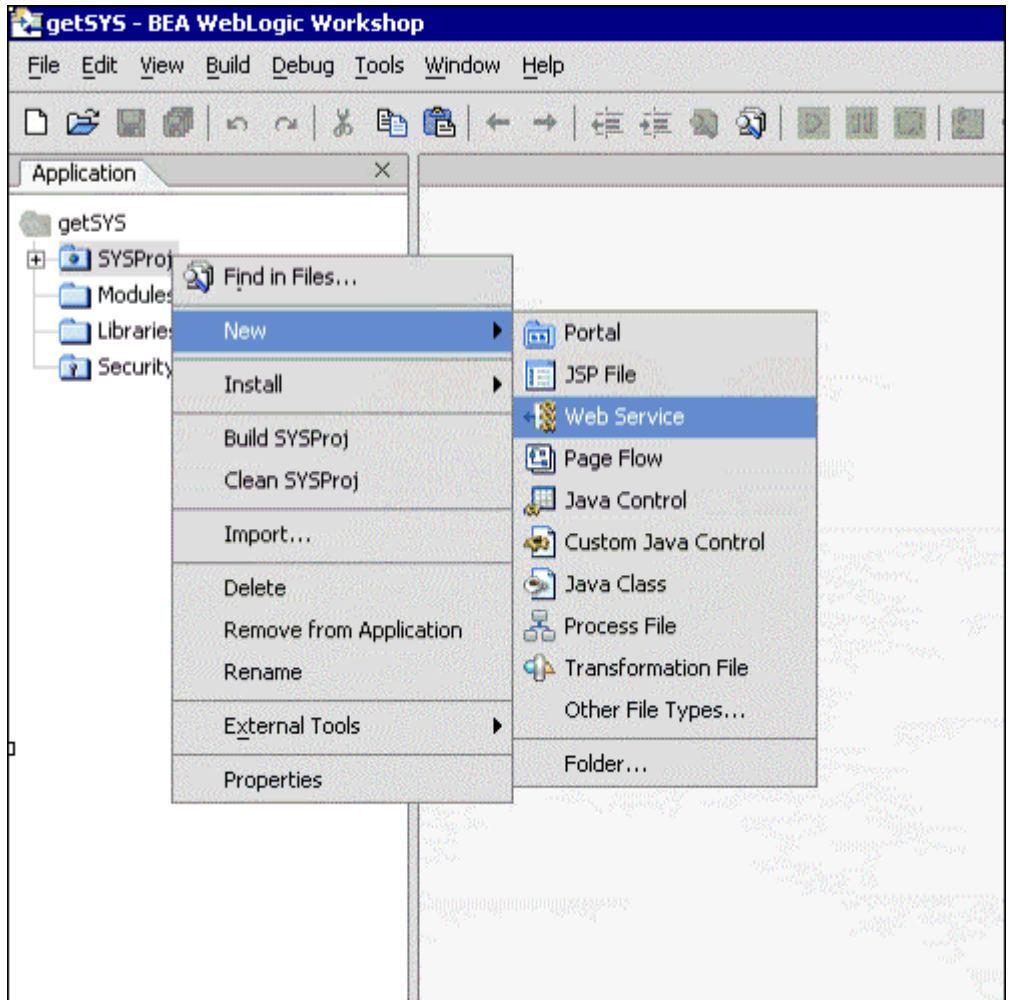 getSYS - BEA WebLogic Workshop
File Edit View Build Debug Tools Window Help
Application
getSYS
SYSProj
Modules
Libraries
Security
Find in Files...
New
Install
Build SYSProj
Clean SYSProj
Import...
Delete
Remove from Application
Rename
External Tools
Properties
Portal
JSP File
Web Service
Page Flow
Java Control
Custom Java Control
Java Class
Process File
Transformation File
Other File Types...
Folder...